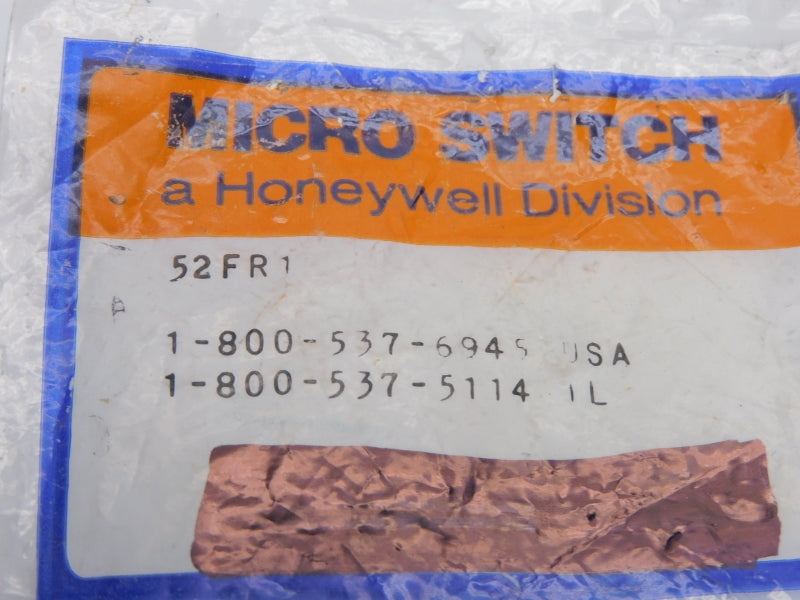 MICRO SWITCH
a Honeywell Division
52FR1
1-800-537-6945 USA
1-800-537-5114 IL